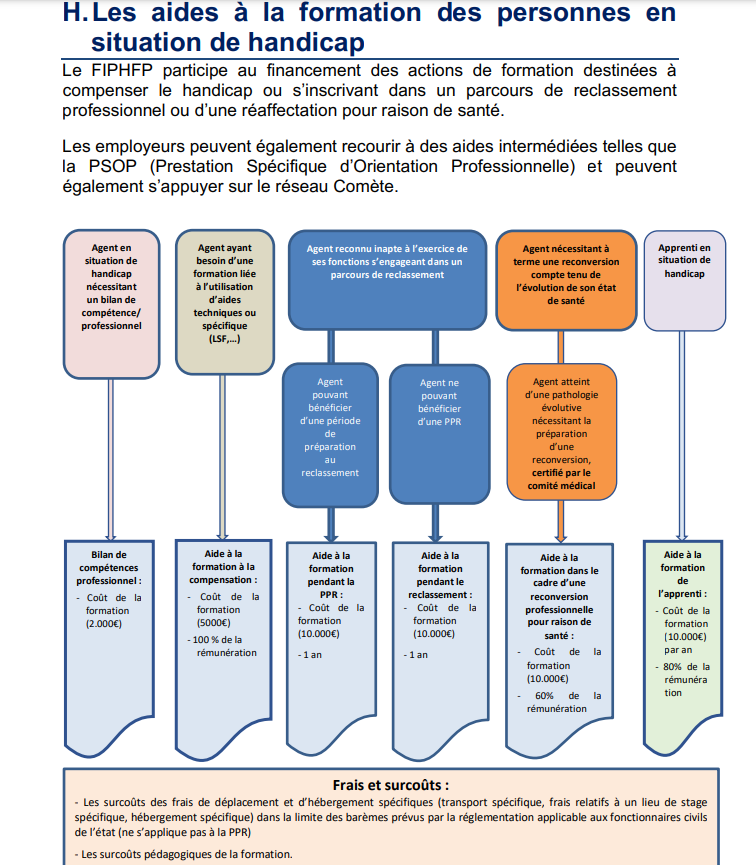 H. Les aides à la formation des personnes en
situation de handicap
Le FIPHFP participe au financement des actions de formation destinées à
compenser le handicap ou s’inscrivant dans un parcours de reclassement
professionnel ou d’une réaffectation pour raison de santé.
Les employeurs peuvent également recourir à des aides intermédiées telles que
la PSOP (Prestation Spécifique d’Orientation Professionnelle) et peuvent
également s’appuyer sur le réseau Comète.
Agent en
situation de
handicap
nécessitant
un bilan de
compétence/
professionnel
Agent ayant
besoin d’une
formation liée
à l’utilisation
d’aides
techniques ou
spécifique
(LSF,...)
Agent reconnu inapte à l’exercice de
ses fonctions s’engageant dans un
parcours de reclassement
Agent nécessitant à
terme une reconversion
compte tenu de
l’évolution de son état
de santé
Apprenti en
situation de
handicap
Agent
pouvant
bénéficier
d’une période
de
préparation
au
reclassement
Agent ne
pouvant
bénéficier
d’une PPR
Agent atteint
d’une pathologie
évolutive
nécessitant la
préparation
d’une
reconversion,
certifié par le
comité médical
Bilan de
compétences
professionnel :
- Coût de la
formation
(2.000€)
Aide à la
formation à la
compensation :
- Coût de la
formation
(5000€)
- 100 % de la
rémunération
Aide à la
formation
pendant la
PPR :
- Coût de la
formation
(10.000€)
- 1 an
Aide à la
formation
pendant le
reclassement :
- Coût de la
formation
(10.000€)
- 1 an
Aide à la
formation dans le
cadre d’une
reconversion
professionnelle
pour raison de
santé :
- Coût de la
formation
(10.000€)
- 60% de la
rémunération
Aide à la
formation
de
l’apprenti :
- Coût de la
formation
(10.000€)
par an
- 80% de la
rémunéra
tion
Frais et surcoûts :
- Les surcoûts des frais de déplacement et d’hébergement spécifiques (transport spécifique, frais relatifs à un lieu de stage
spécifique, hébergement spécifique) dans la limite des barèmes prévus par la réglementation applicable aux fonctionnaires civils
de l’état (ne s’applique pas à la PPR)
- Les surcoûts pédagogiques de la formation.